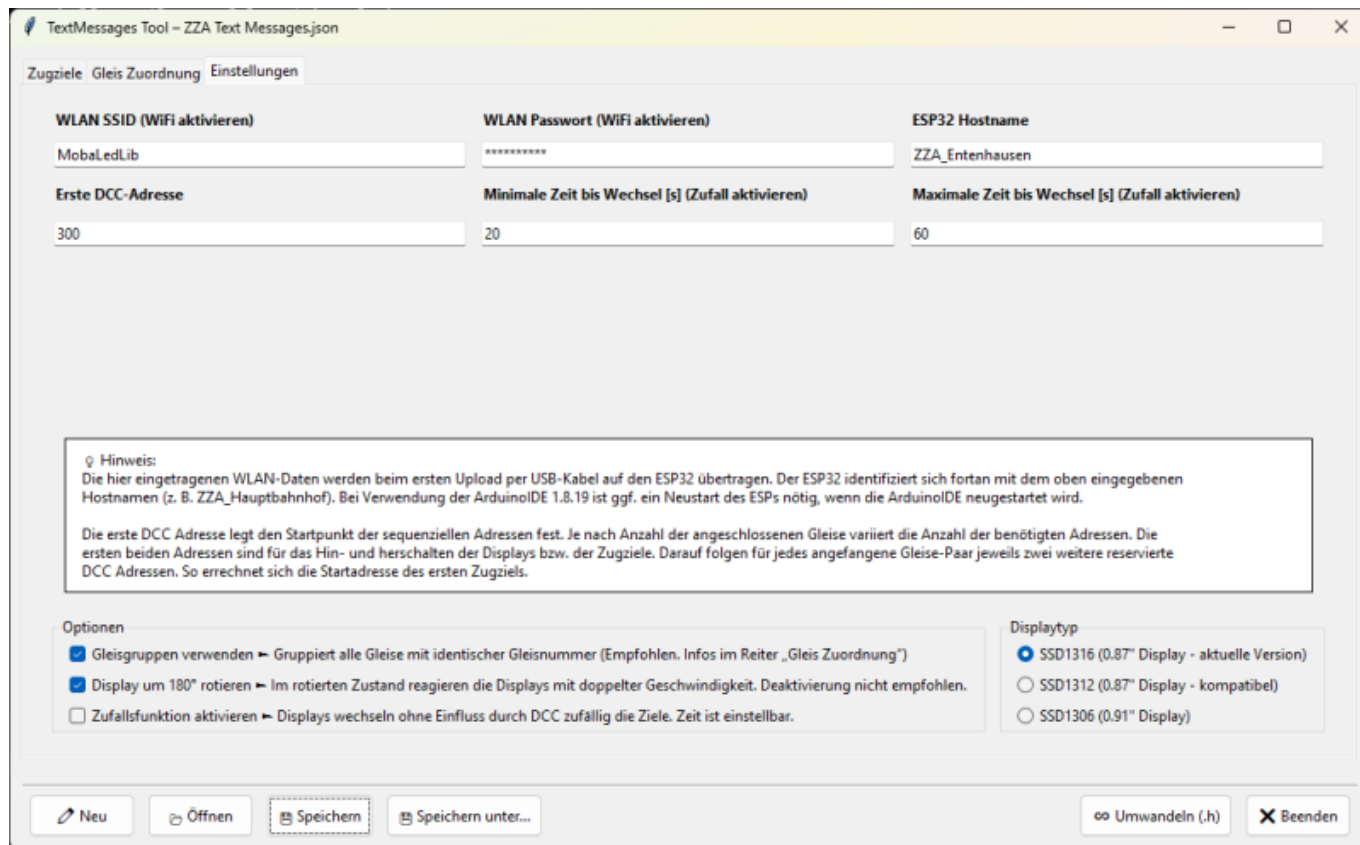 TextMessages Tool – ZZA Text Messages.json
Zugziele Gleis Zuordnung Einstellungen
WLAN SSID (WiFi aktivieren) WLAN Passwort (WiFi aktivieren) ESP32 Hostname
MobaLedLib ********** ZZA_Entenhausen
Erste DCC-Adresse Minimale Zeit bis Wechsel [s] (Zufall aktivieren) Maximale Zeit bis Wechsel [s] (Zufall aktivieren)
300 20 60
Hinweis:
Die hier eingetragenen WLAN-Daten werden beim ersten Upload per USB-Kabel auf den ESP32 übertragen. Der ESP32 identifiziert sich fortan mit dem oben eingegebenen
Hostnamen (z. B. ZZA_Hauptbahnhof). Bei Verwendung der ArduinoIDE 1.8.19 ist ggf. ein Neustart des ESPs nötig, wenn die ArduinoIDE neugestartet wird.
Die erste DCC Adresse legt den Startpunkt der sequenziellen Adressen fest. Je nach Anzahl der angeschlossenen Gleise variiert die Anzahl der benötigten Adressen. Die
ersten beiden Adressen sind für das Hin- und herschalten der Displays bzw. der Zugziele. Darauf folgen für jedes angefangene Gleise-Paar jeweils zwei weitere reservierte
DCC Adressen. So errechnet sich die Startadresse des ersten Zugziels.
Optionen
Gleisgruppen verwenden ► Gruppiert alle Gleise mit identischer Gleisnummer (Empfohlen. Infos im Reiter „Gleis Zuordnung“)
Display um 180° rotieren ► Im rotierten Zustand reagieren die Displays mit doppelter Geschwindigkeit. Deaktivierung nicht empfohlen.
Zufallsfunktion aktivieren ► Displays wechseln ohne Einfluss durch DCC zufällig die Ziele. Zeit ist einstellbar.
Displaytyp
SSD1316 (0.87" Display - aktuelle Version)
SSD1312 (0.87" Display - kompatibel)
SSD1306 (0.91" Display)
Neu Öffnen Speichern Speichern unter... Umwandeln (.h) Beenden